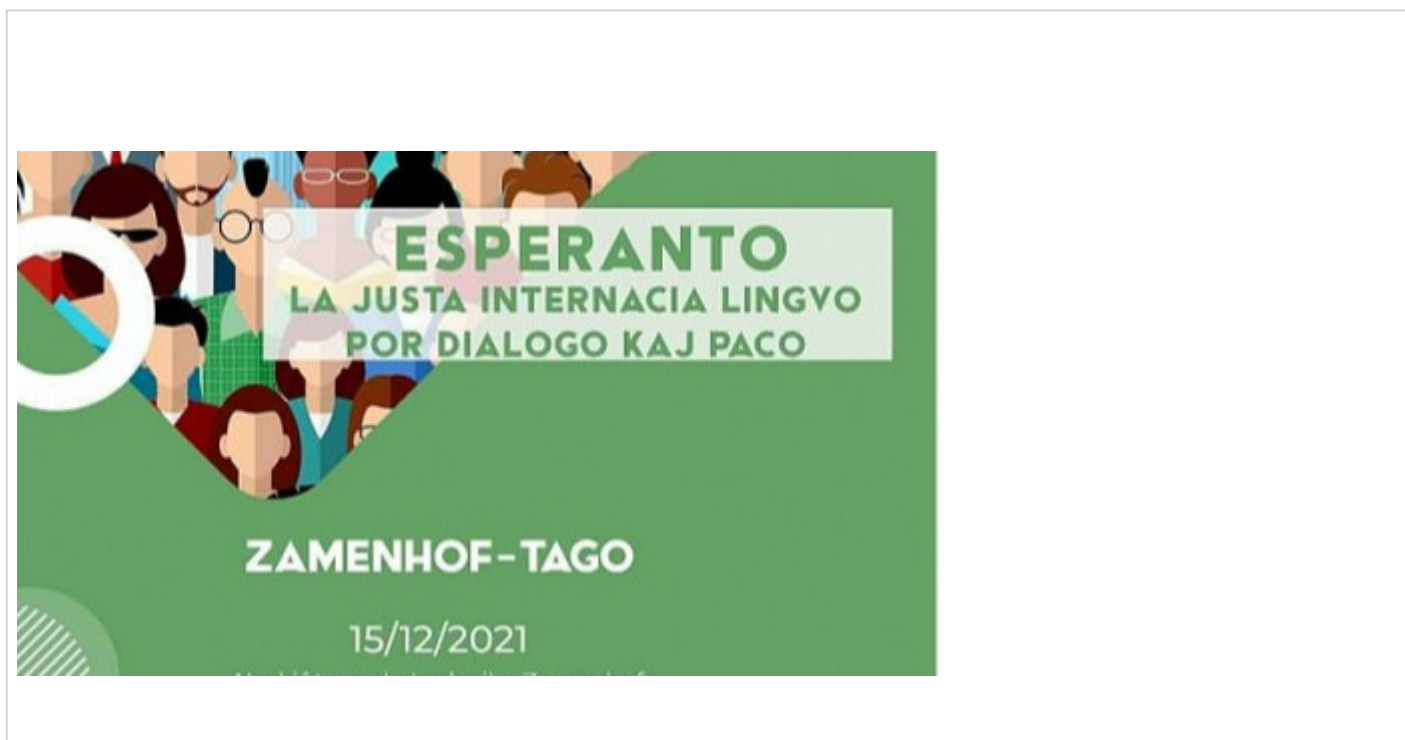 ESPERANTO
LA JUSTA INTERNACIA LINGVO
POR DIALOGO KAJ PACO
ZAMENHOF-TAGO
15/12/2021